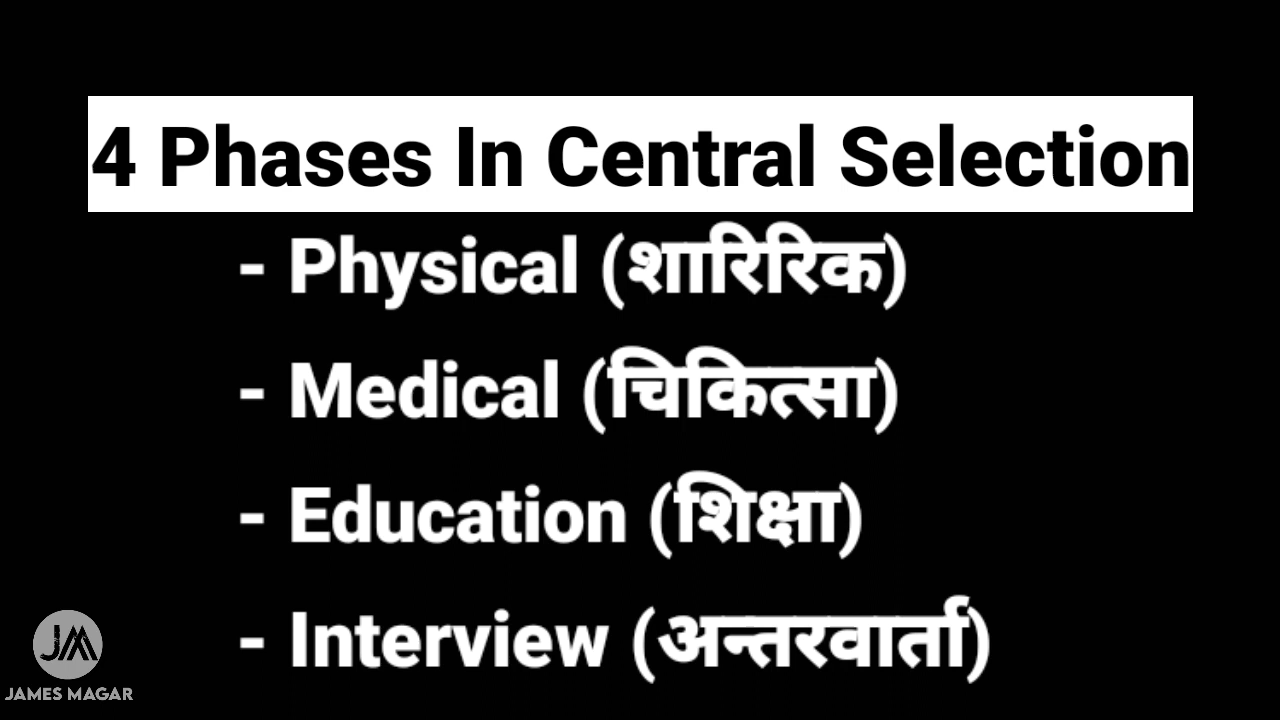 4 Phases In Central Selection
- Physical (शारिरिक)
- Medical (चिकित्सा)
- Education (शिक्षा)
- Interview (अन्तरवार्ता)
JM
JAMES MAGAR